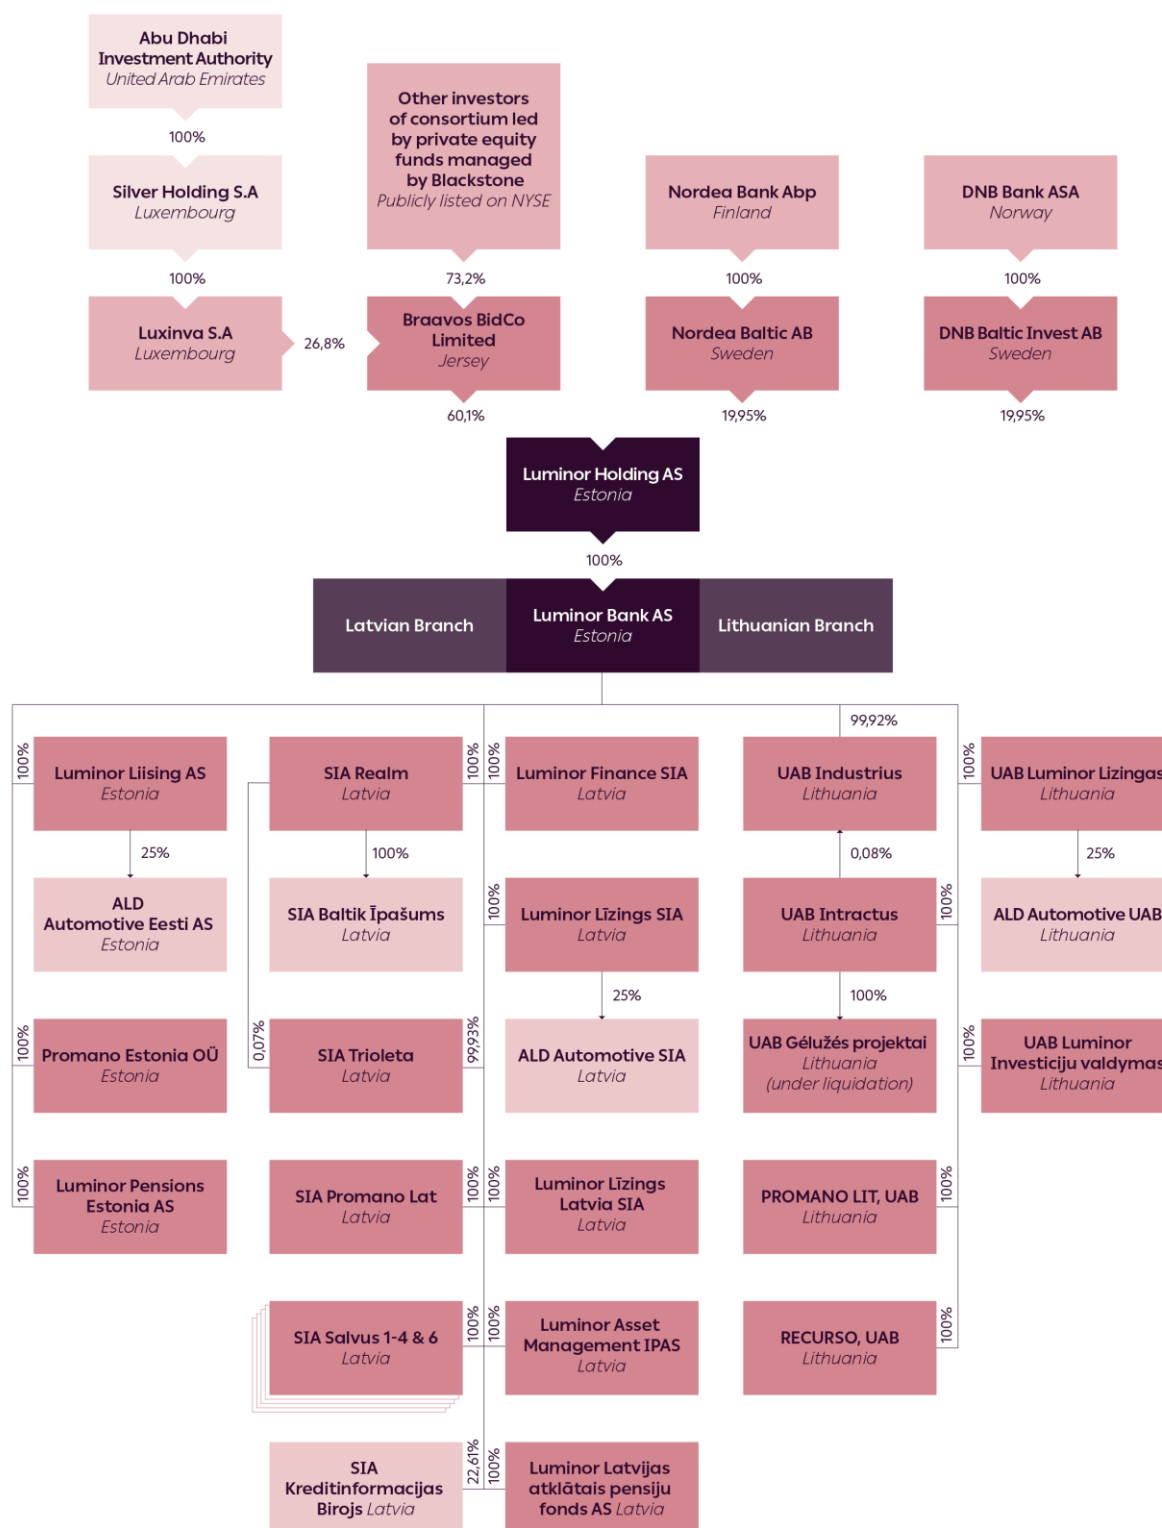 Abu Dhabi
Investment Authority
United Arab Emirates
100%
Silver Holding S.A
Luxembourg
100%
Luxinva S.A
Luxembourg
26,8%
Other investors
of consortium led
by private equity
funds managed
by Blackstone
Publicly listed on NYSE
73,2%
Braavos BidCo
Limited
Jersey
60,1%
Nordea Bank Abp
Finland
100%
Nordea Baltic AB
Sweden
19,95%
DNB Bank ASA
Norway
100%
DNB Baltic Invest AB
Sweden
19,95%
Luminor Holding AS
Estonia
100%
Latvian Branch
Luminor Bank AS
Estonia
Lithuanian Branch
100%
Luminor Liising AS
Estonia
25%
ALD
Automotive Eesti AS
Estonia
100%
Promano Estonia OÜ
Estonia
100%
Luminor Pensions
Estonia AS
Estonia
SIA Realm
Latvia
100%
100%
SIA Baltik Īpašums
Latvia
0,07%
SIA Trioleta
Latvia
99,93%
SIA Promano Lat
Latvia
100%
SIA Salvus 1-4 & 6
Latvia
100%
SIA
Kreditinformacijas
Birojs Latvia
22,61%
100%
Luminor Finance SIA
Latvia
100%
Luminor Līzings SIA
Latvia
25%
ALD Automotive SIA
Latvia
100%
Luminor Līzings
Latvia SIA
Latvia
100%
Luminor Asset
Management IPAS
Latvia
100%
Luminor Latvijas
atklātais pensiju
fonds AS Latvia
99,92%
UAB Industrius
Lithuania
0,08%
UAB Intractus
Lithuania
100%
100%
UAB Gélužés projektai
Lithuania
(under liquidation)
PROMANO LIT, UAB
Lithuania
100%
RECURSO, UAB
Lithuania
100%
100%
UAB Luminor Lizingas
Lithuania
25%
ALD Automotive UAB
Lithuania
100%
UAB Luminor
Investiciju valdymas
Lithuania